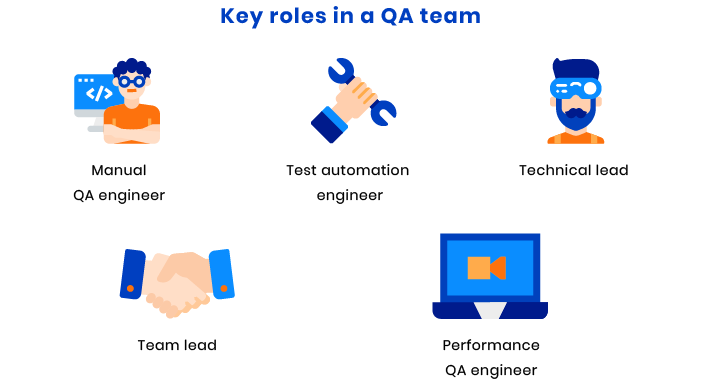 Key roles in a QA team
</>
Manual
QA engineer
Test automation
engineer
Technical lead
Team lead
Performance
QA engineer